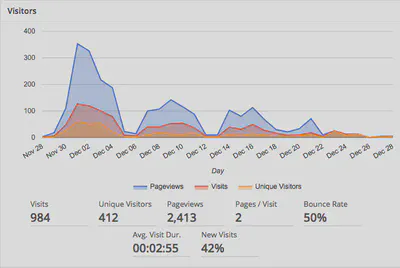 Visitors
400
300
200
100
0
Nov 28 Nov 30 Dec 02 Dec 04 Dec 06 Dec 08 Dec 10 Dec 12 Dec 14 Dec 16 Dec 18 Dec 20 Dec 22 Dec 24 Dec 26 Dec 28
Day
Pageviews Visits Unique Visitors
Visits Unique Visitors Pageviews Pages / Visit Bounce Rate
984 412 2,413 2 50%
Avg. Visit Dur. New Visits
00:02:55 42%